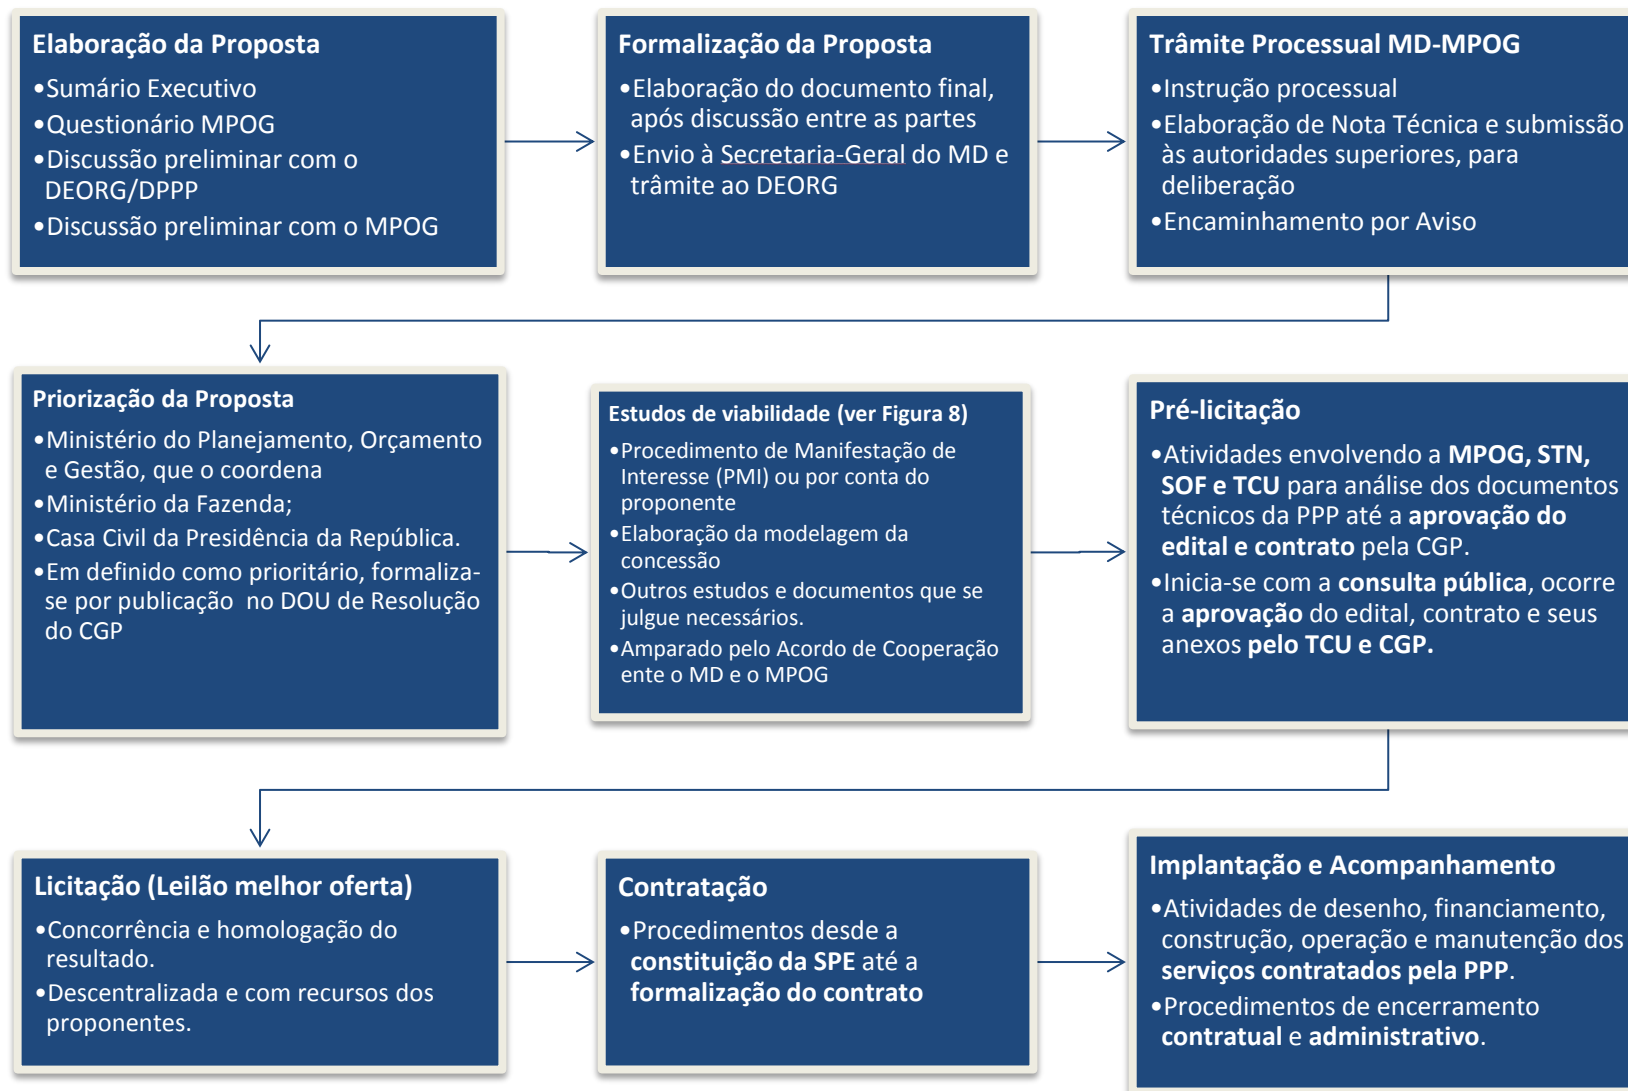 Elaboração da Proposta
•Sumário Executivo
•Questionário MPOG
•Discussão preliminar com o
DEORG/DPPP
•Discussão preliminar com o MPOG
Formalização da Proposta
•Elaboração do documento final,
após discussão entre as partes
•Envio à Secretaria-Geral do MD e
trâmite ao DEORG
Trâmite Processual MD-MPOG
•Instrução processual
•Elaboração de Nota Técnica e submissão
às autoridades superiores, para
deliberação
•Encaminhamento por Aviso
Priorização da Proposta
•Ministério do Planejamento, Orçamento
e Gestão, que o coordena
•Ministério da Fazenda;
•Casa Civil da Presidência da República.
•Em definido como prioritário, formaliza-
se por publicação no DOU de Resolução
do CGP
Estudos de viabilidade (ver Figura 8)
•Procedimento de Manifestação de
Interesse (PMI) ou por conta do
proponente
•Elaboração da modelagem da
concessão
•Outros estudos e documentos que se
julgue necessários.
•Amparado pelo Acordo de Cooperação
ente o MD e o MPOG
Pré-licitação
•Atividades envolvendo a MPOG, STN,
SOF e TCU para análise dos documentos
técnicos da PPP até a aprovação do
edital e contrato pela CGP.
•Inicia-se com a consulta pública, ocorre
a aprovação do edital, contrato e seus
anexos pelo TCU e CGP.
Licitação (Leilão melhor oferta)
•Concorrência e homologação do
resultado.
•Descentralizada e com recursos dos
proponentes.
Contratação
•Procedimentos desde a
constituição da SPE até a
formalização do contrato
Implantação e Acompanhamento
•Atividades de desenho, financiamento,
construção, operação e manutenção dos
serviços contratados pela PPP.
•Procedimentos de encerramento
contratual e administrativo.